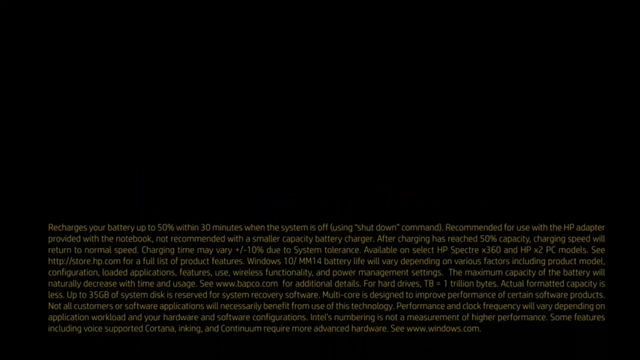 Recharges your battery up to 50% within 30 minutes when the system is off (using “shut down” command). Recommended for use with the HP adapter
provided with the notebook, not recommended with a smaller capacity battery charger. After charging has reached 50% capacity, charging speed will
return to normal speed. Charging time may vary +/-10% due to System tolerance. Available on select HP Spectre x360 and HP x2 PC models. See
http://store.hp.com for a full list of product features. Windows 10/ MM14 battery life will vary depending on various factors including product model,
configuration, loaded applications, features, use, wireless functionality, and power management settings. The maximum capacity of the battery will
naturally decrease with time and usage. See www.bapco.com for additional details. For hard drives, TB = 1 trillion bytes. Actual formatted capacity is
less. Up to 35GB of system disk is reserved for system recovery software. Multi-core is designed to improve performance of certain software products.
Not all customers or software applications will necessarily benefit from use of this technology. Performance and clock frequency will vary depending on
application workload and your hardware and software configurations. Intel's numbering is not a measurement of higher performance. Some features
including voice supported Cortana, inking, and Continuum require more advanced hardware. See www.windows.com.